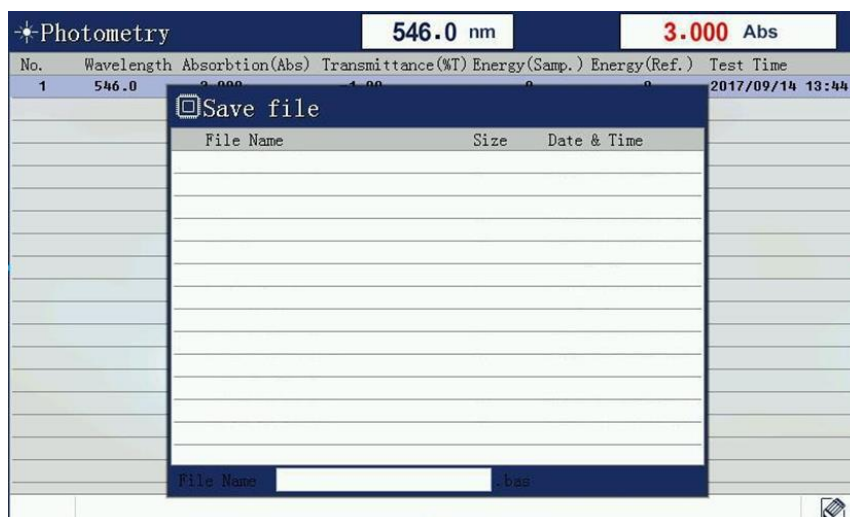 Photometry 546.0 nm 3.000 Abs
No. Wavelength Absorbtion(Abs) Transmittance(%T) Energy(Samp.) Energy(Ref.) Test Time
1 546.0 2017/09/14 13:44
Save file
File Name Size Date & Time
File Name .bas